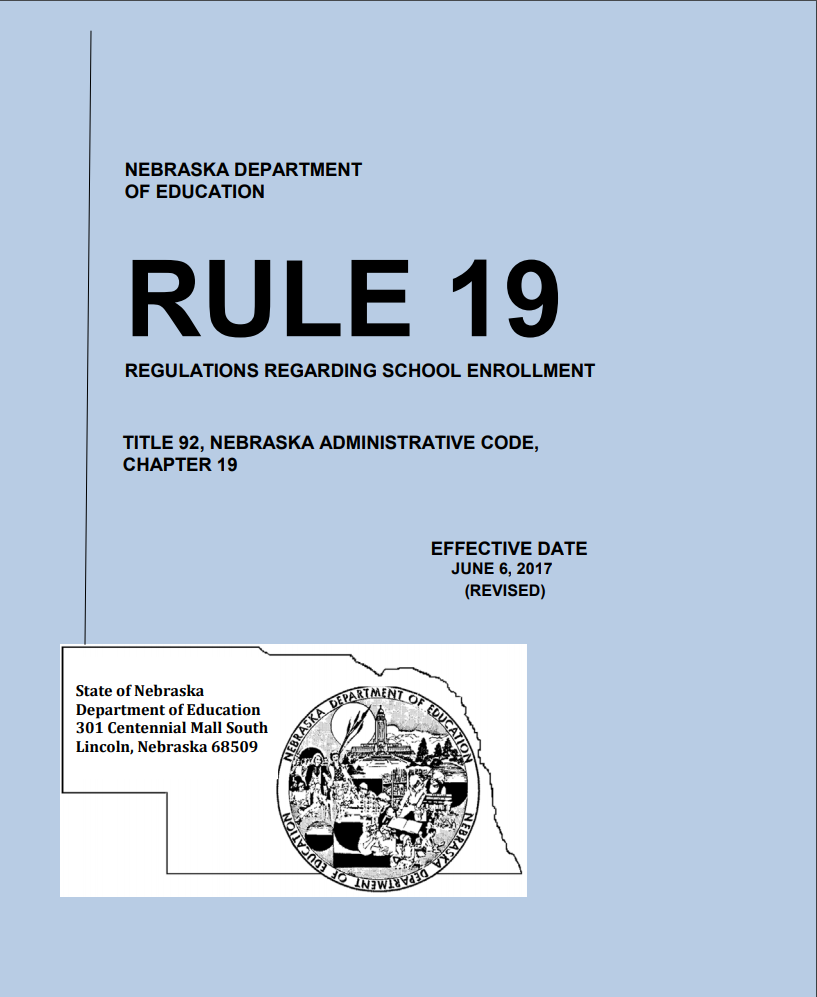 NEBRASKA DEPARTMENT
OF EDUCATION
RULE 19
REGULATIONS REGARDING SCHOOL ENROLLMENT
TITLE 92, NEBRASKA ADMINISTRATIVE CODE,
CHAPTER 19
EFFECTIVE DATE
JUNE 6, 2017
(REVISED)
State of Nebraska
Department of Education
301 Centennial Mall South
Lincoln, Nebraska 68509
NEBRASKA DEPARTMENT OF EDUCATION
NEBRASKA DEPARTMENT OF EDUCATION